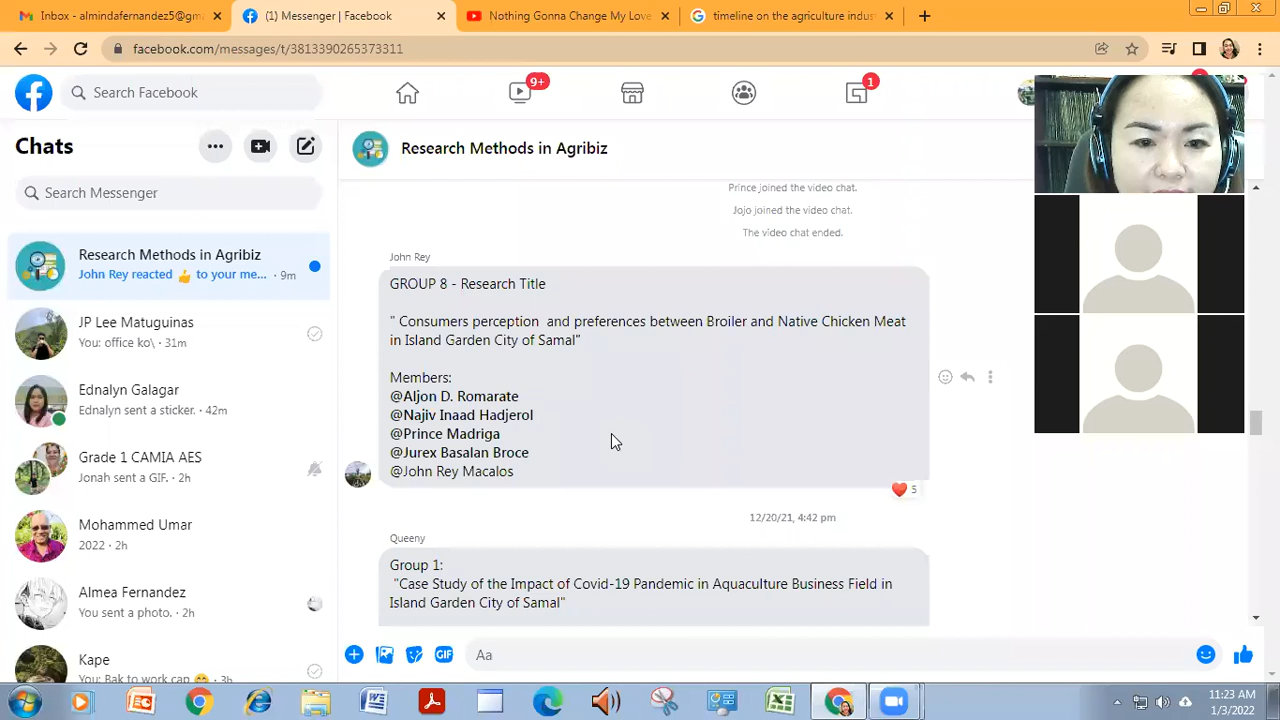 Inbox - almindafernandez5@gm
(1) Messenger | Facebook
Nothing Gonna Change My Love
timeline on the agriculture indus
facebook.com/messages/t/3813390265373311
Search Facebook
9+
1
Chats
Search Messenger
Research Methods in Agribiz
John Rey reacted 👍 to your me... · 9m
JP Lee Matuguinas
You: office ko\ · 31m
Ednalyn Galagar
Ednalyn sent a sticker. · 42m
Grade 1 CAMIA AES
Jonah sent a GIF. · 2h
Mohammed Umar
2022 · 2h
Almea Fernandez
You sent a photo. · 2h
Kape
You: Bak to work cap 😁 · 3h
Research Methods in Agribiz
Prince joined the video chat.
Jojo joined the video chat.
The video chat ended.
John Rey
GROUP 8 - Research Title
" Consumers perception and preferences between Broiler and Native Chicken Meat
in Island Garden City of Samal"
Members:
@Aljon D. Romarate
@Najiv Inaad Hadjerol
@Prince Madriga
@Jurex Basalan Broce
@John Rey Macalos
❤️ 5
12/20/21, 4:42 pm
Queeny
Group 1:
"Case Study of the Impact of Covid-19 Pandemic in Aquaculture Business Field in
Island Garden City of Samal"
GIF
Aa
11:23 AM
1/3/2022